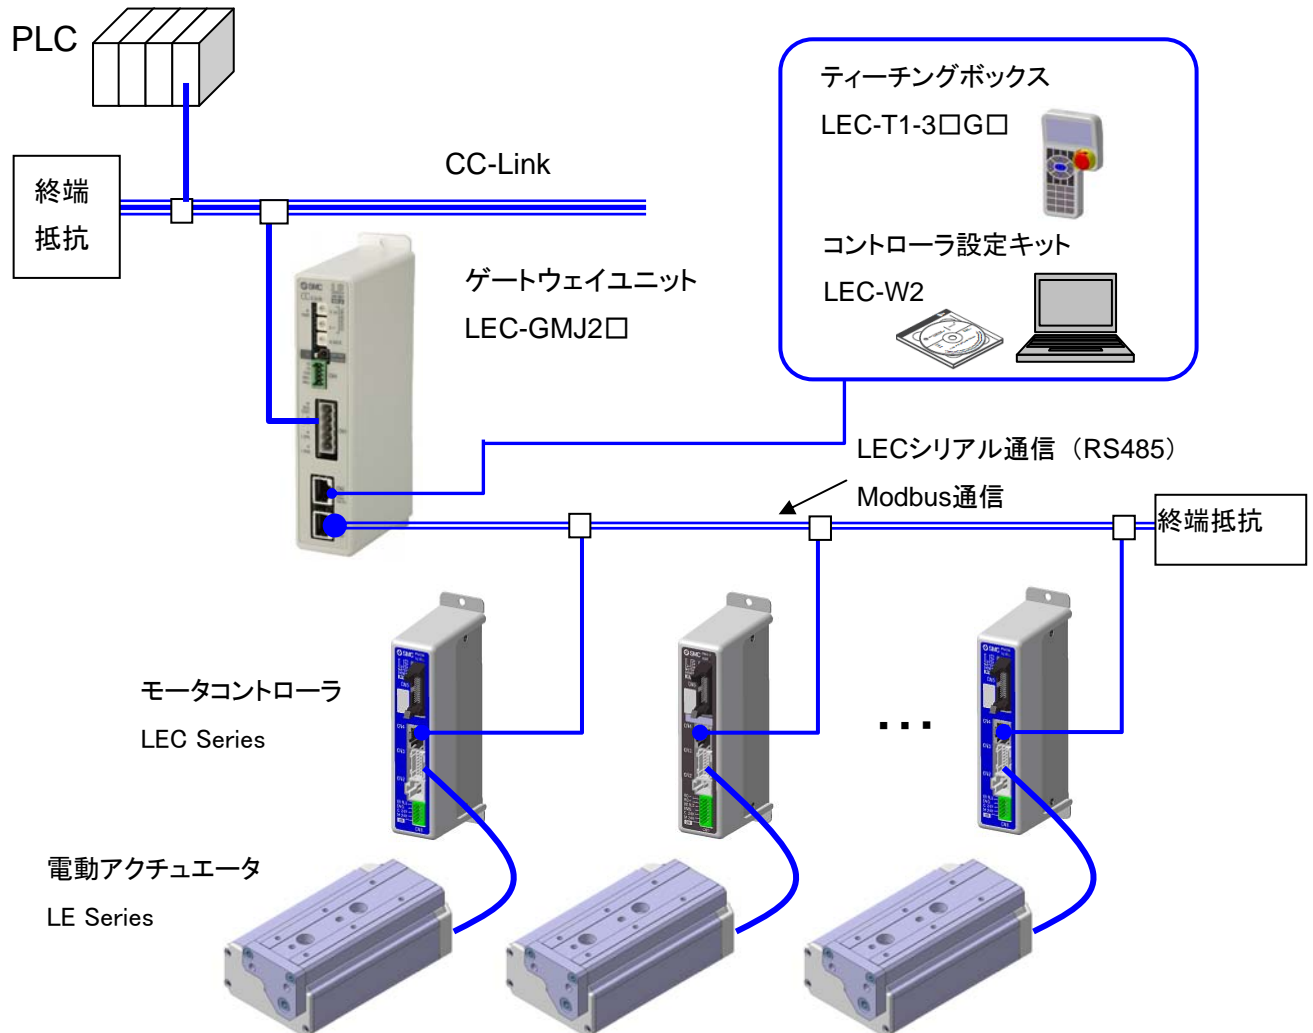 PLC
終端
抵抗
CC-Link
ゲートウェイユニット
LEC-GMJ2□
ティーチングボックス
LEC-T1-3□G□
コントローラ設定キット
LEC-W2
LECシリアル通信（RS485）
Modbus通信
終端抵抗
SMC
SMC
SMC
SMC
モータコントローラ
LEC Series
...
電動アクチュエータ
LE Series